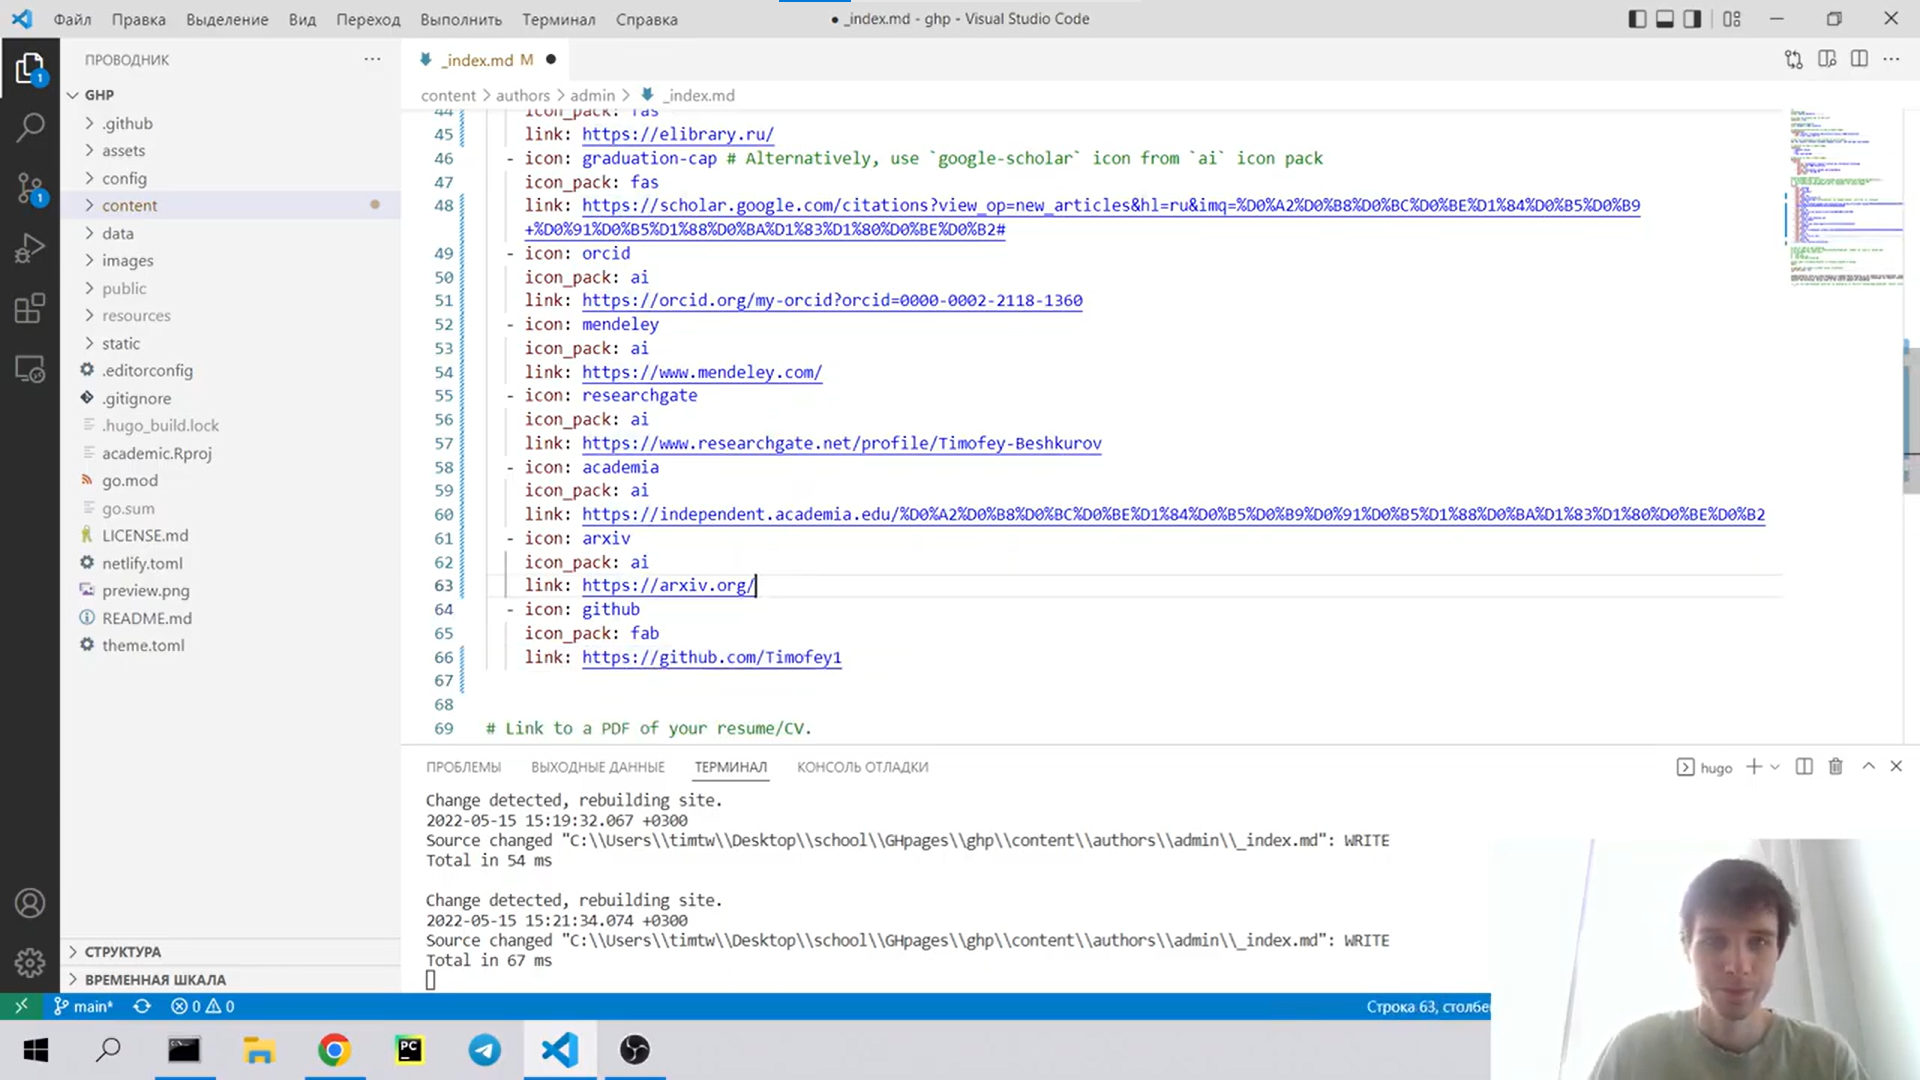 Файл Правка Выделение Вид Переход Выполнить Терминал Справка
● _index.md - ghp - Visual Studio Code
ПРОВОДНИК
GHP
.github
assets
config
content
data
images
public
resources
static
.editorconfig
.gitignore
.hugo_build.lock
academic.Rproj
go.mod
go.sum
LICENSE.md
netlify.toml
preview.png
README.md
theme.toml
СТРУКТУРА
ВРЕМЕННАЯ ШКАЛА
_index.md M
content > authors > admin > _index.md
44 icon_pack: fas
45 link: https://elibrary.ru/
46 - icon: graduation-cap # Alternatively, use `google-scholar` icon from `ai` icon pack
47 icon_pack: fas
48 link: https://scholar.google.com/citations?view_op=new_articles&hl=ru&imq=%D0%A2%D0%B8%D0%BC%D0%BE%D1%84%D0%B5%D0%B9
+%D0%91%D0%B5%D1%88%D0%BA%D1%83%D1%80%D0%BE%D0%B2#
49 - icon: orcid
50 icon_pack: ai
51 link: https://orcid.org/my-orcid?orcid=0000-0002-2118-1360
52 - icon: mendeley
53 icon_pack: ai
54 link: https://www.mendeley.com/
55 - icon: researchgate
56 icon_pack: ai
57 link: https://www.researchgate.net/profile/Timofey-Beshkurov
58 - icon: academia
59 icon_pack: ai
60 link: https://independent.academia.edu/%D0%A2%D0%B8%D0%BC%D0%BE%D1%84%D0%B5%D0%B9%D0%91%D0%B5%D1%88%D0%BA%D1%83%D1%80%D0%BE%D0%B2
61 - icon: arxiv
62 icon_pack: ai
63 link: https://arxiv.org/
64 - icon: github
65 icon_pack: fab
66 link: https://github.com/Timofey1
67
68
69 # Link to a PDF of your resume/CV.
ПРОБЛЕМЫ ВЫХОДНЫЕ ДАННЫЕ ТЕРМИНАЛ КОНСОЛЬ ОТЛАДКИ
hugo
Change detected, rebuilding site.
2022-05-15 15:19:32.067 +0300
Source changed "C:\\Users\\timtw\\Desktop\\school\\GHpages\\ghp\\content\\authors\\admin\\_index.md": WRITE
Total in 54 ms
Change detected, rebuilding site.
2022-05-15 15:21:34.074 +0300
Source changed "C:\\Users\\timtw\\Desktop\\school\\GHpages\\ghp\\content\\authors\\admin\\_index.md": WRITE
Total in 67 ms
main* 0 0
Строка 63, столбе
1
1
PC